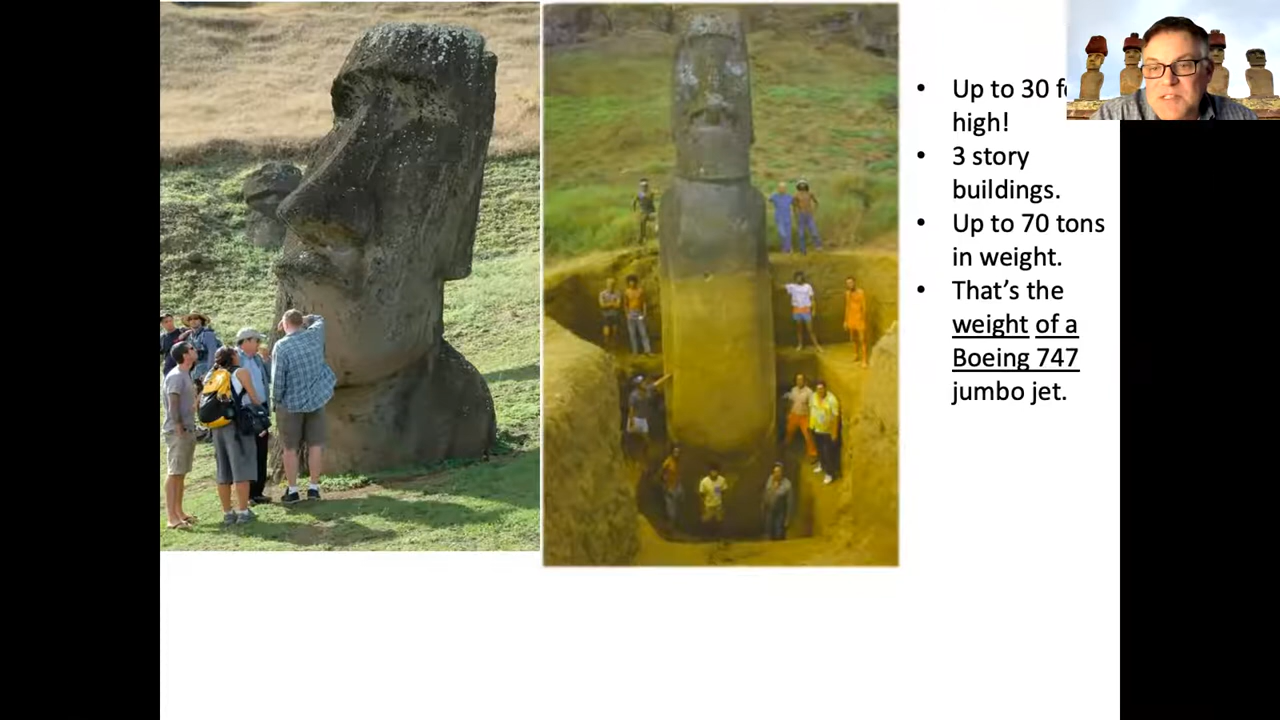 • Up to 30 f
high!
• 3 story
buildings.
• Up to 70 tons
in weight.
• That’s the
weight of a
Boeing 747
jumbo jet.